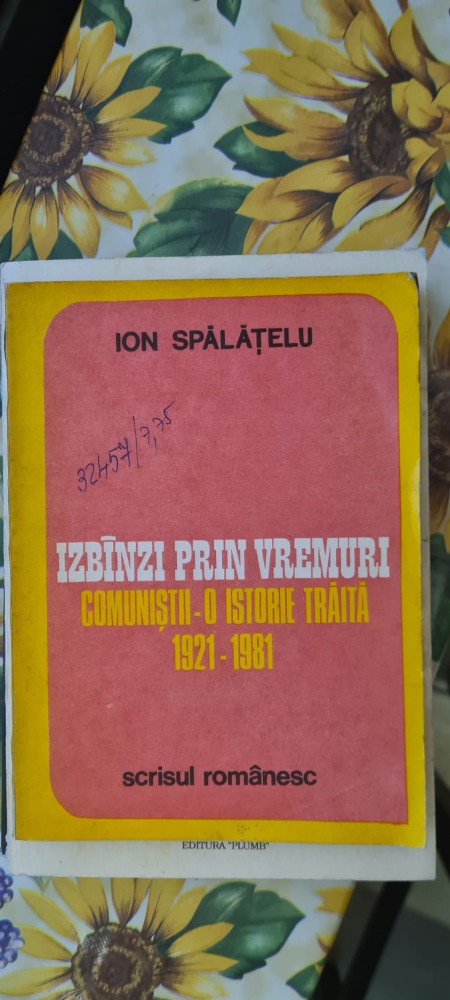 ION SPĂLĂȚELU
32457/7,75
IZBÎNZI PRIN VREMURI
COMUNIȘTII - O ISTORIE TRĂITĂ
1921 - 1981
scrisul românesc
EDITURA "PLUMB"